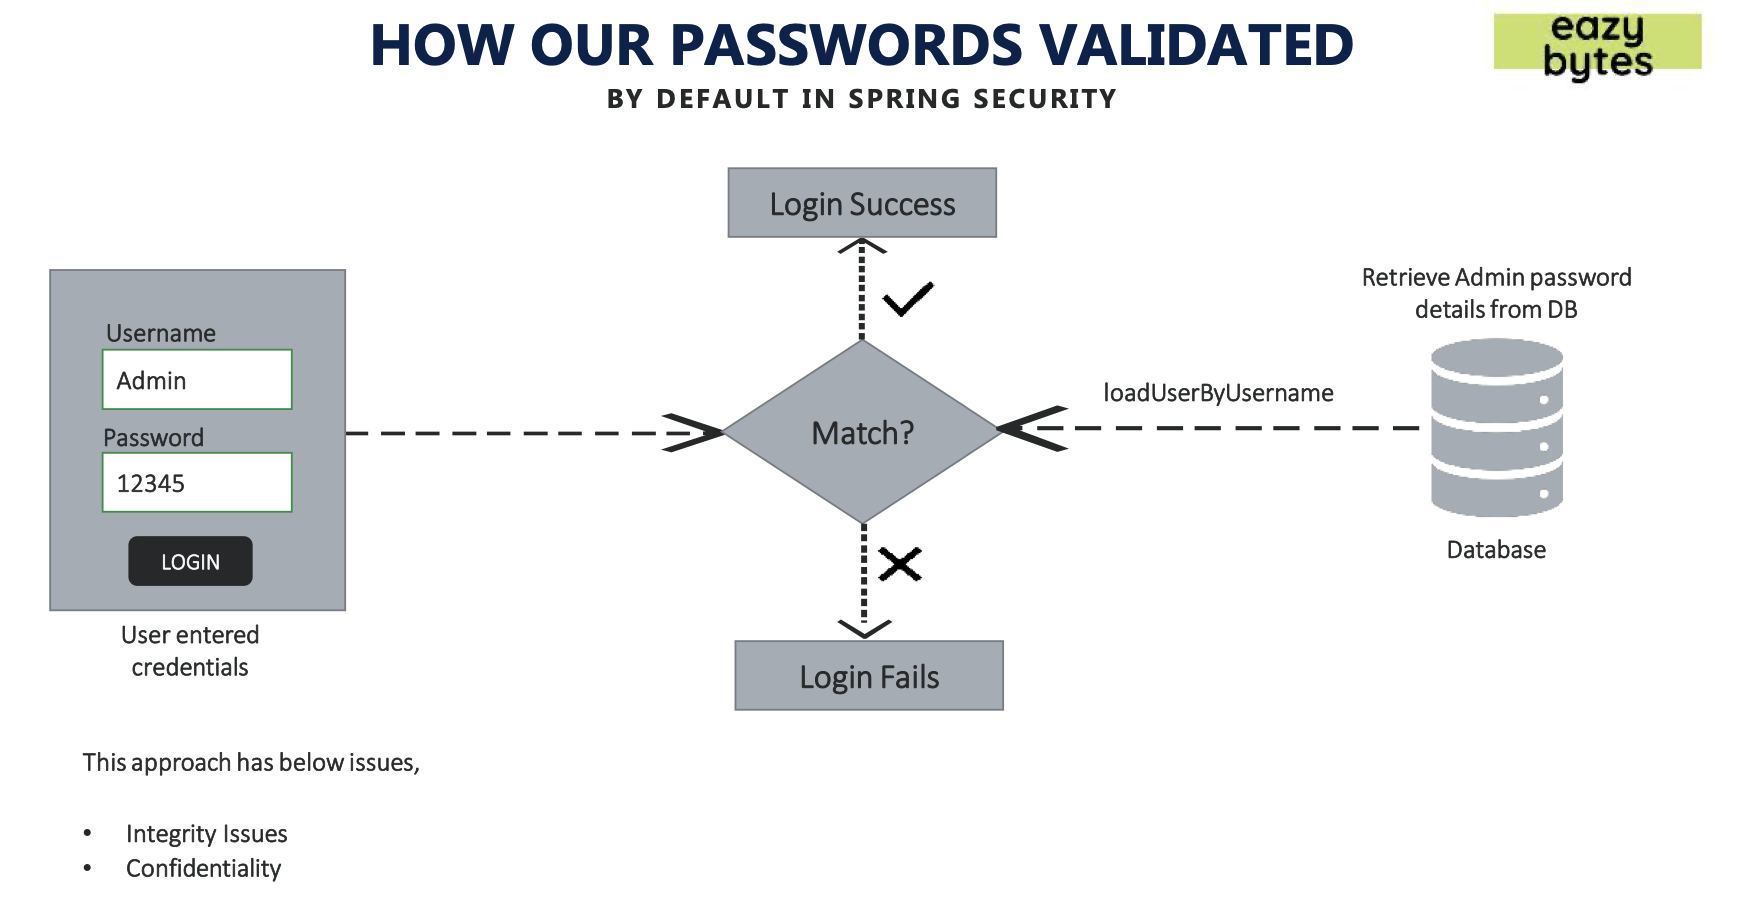 HOW OUR PASSWORDS VALIDATED
BY DEFAULT IN SPRING SECURITY
eazy
bytes
Login Success
Username
Admin
Password
12345
LOGIN
User entered
credentials
Match?
loadUserByUsername
Retrieve Admin password
details from DB
Database
Login Fails
This approach has below issues,
• Integrity Issues
• Confidentiality